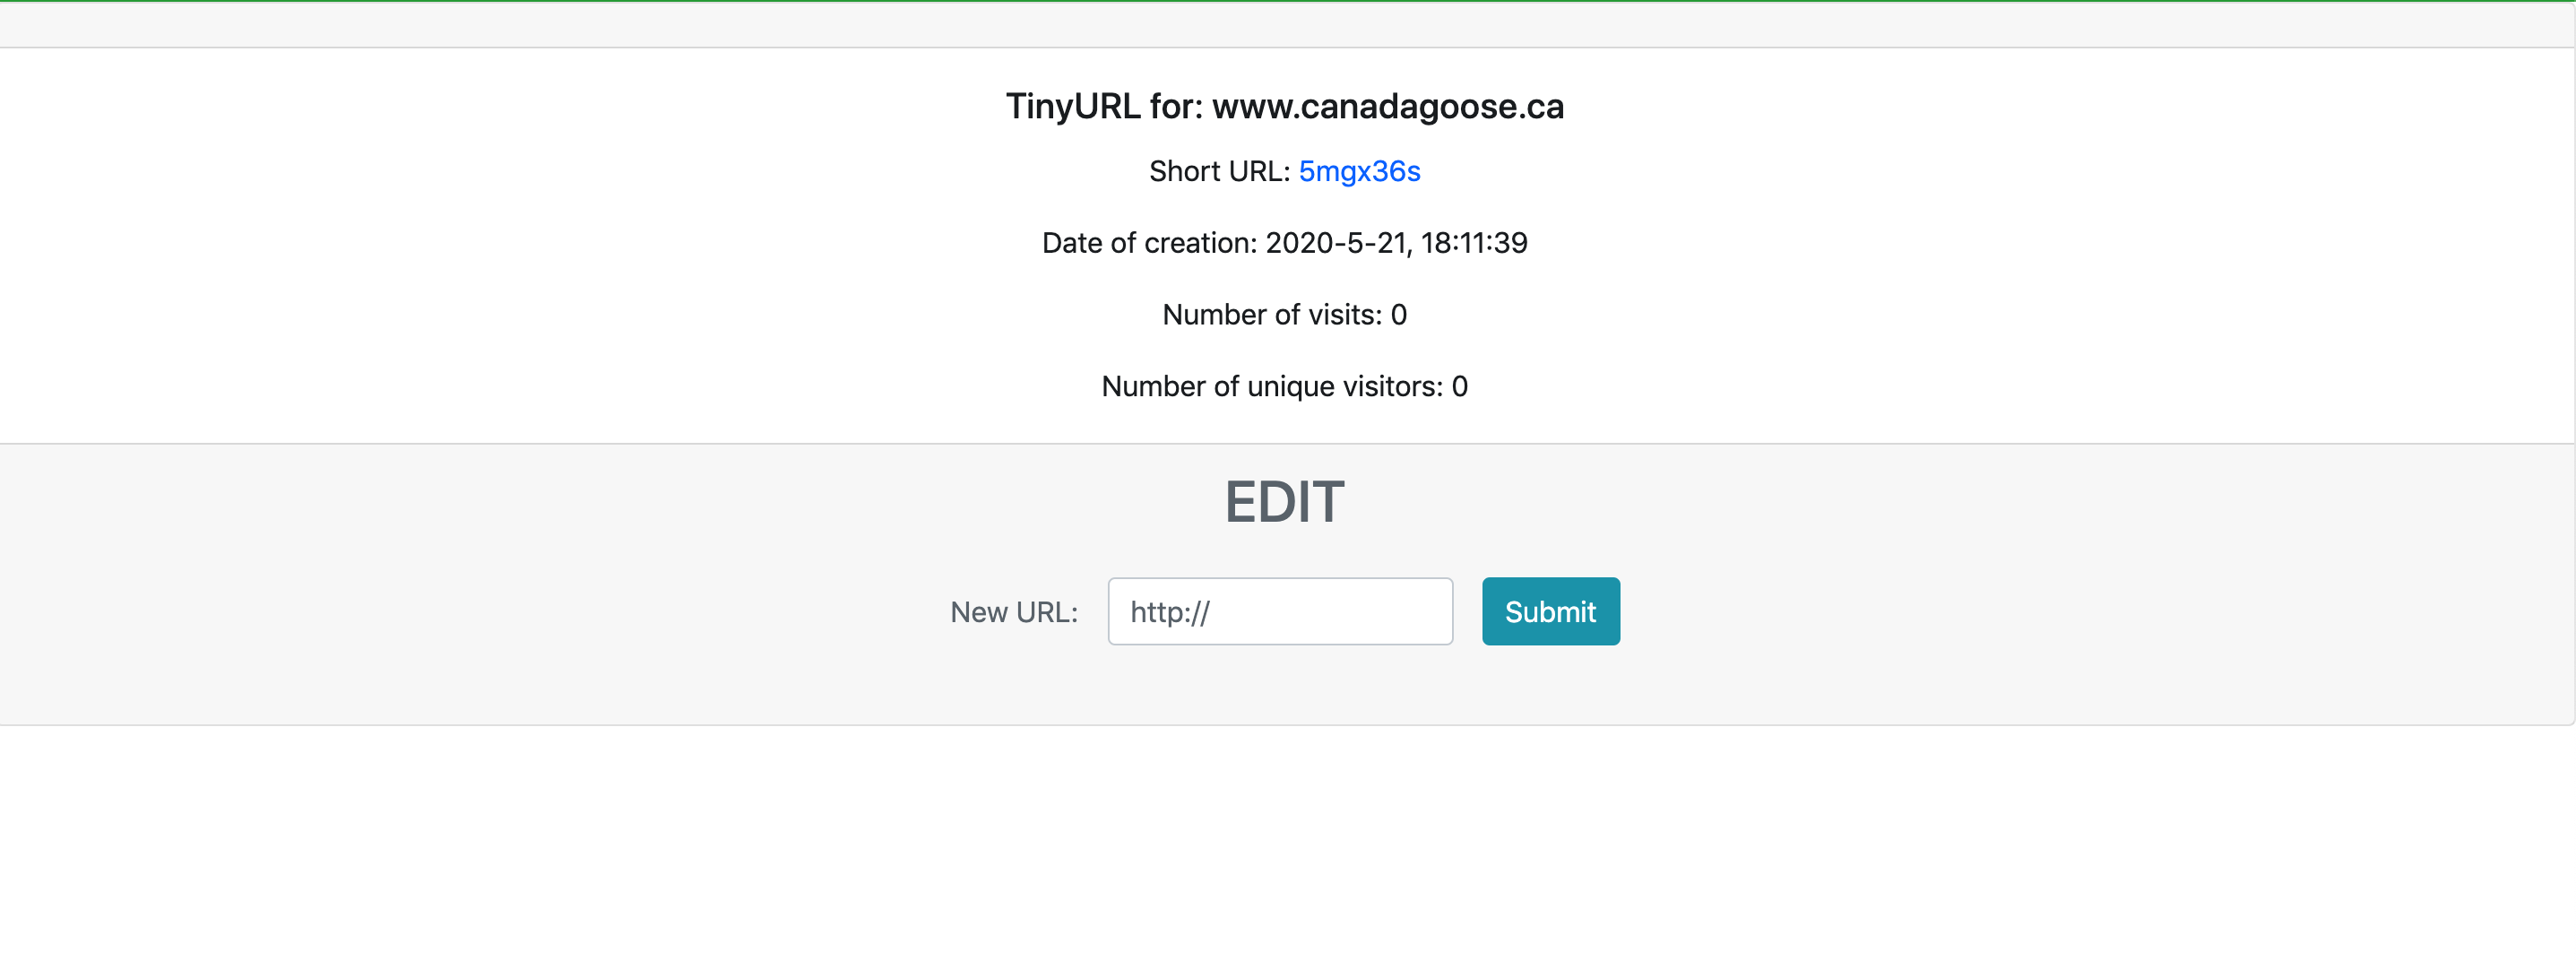 TinyURL for: www.canadagoose.ca
Short URL: 5mgx36s
Date of creation: 2020-5-21, 18:11:39
Number of visits: 0
Number of unique visitors: 0
EDIT
New URL: http:// Submit